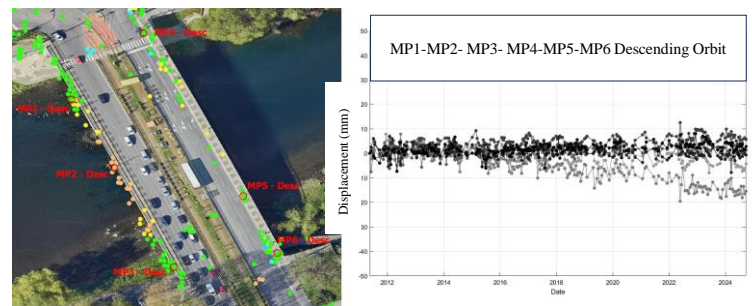 MP4 - Desc
MP1 - Desc
MP2 - Desc
MP5 - Desc
MP6 - Desc
MP3 - Desc
MP1-MP2- MP3- MP4-MP5-MP6 Descending Orbit
Displacement (mm)
50
40
30
20
10
0
-10
-20
-30
-40
-50
2012
2014
2016
2018
2020
2022
2024
Date